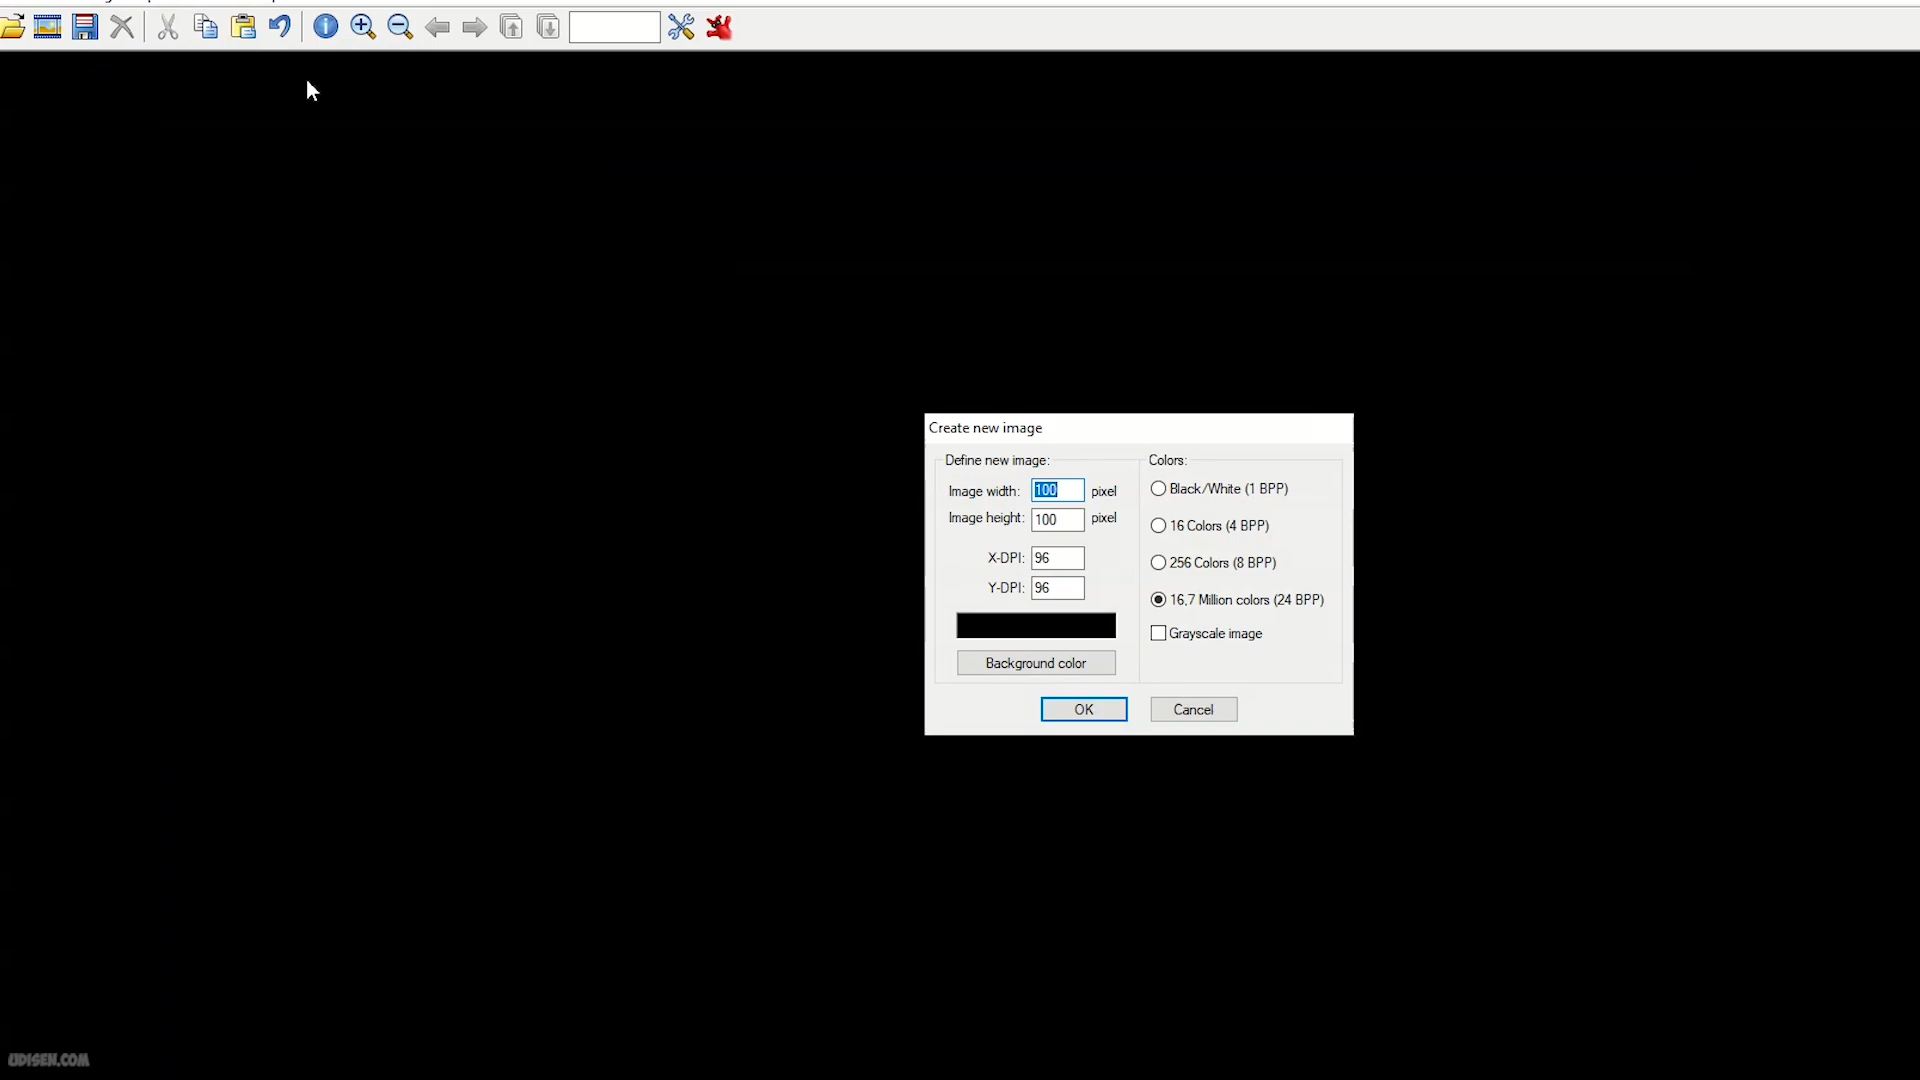 Create new image
Define new image:
Colors:
Image width: 100 pixel
Black/White (1 BPP)
Image height: 100 pixel
16 Colors (4 BPP)
X-DPI: 96
256 Colors (8 BPP)
Y-DPI: 96
16,7 Million colors (24 BPP)
Grayscale image
Background color
OK
Cancel
UDISEN.COM